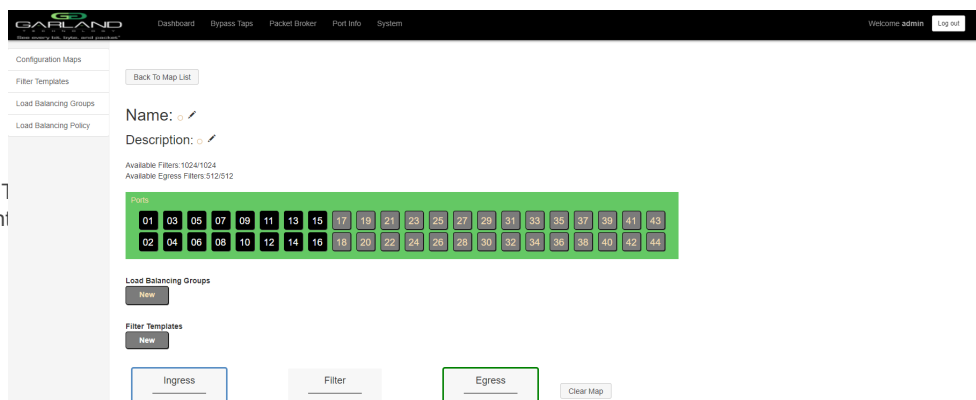 GARLAND
TECHNOLOGY
See every bit, byte, and packet®
Dashboard Bypass Taps Packet Broker Port Info System
Welcome admin Log out
Configuration Maps
Filter Templates
Load Balancing Groups
Load Balancing Policy
Back To Map List
Name:
Description:
Available Filters:1024/1024
Available Egress Filters:512/512
Ports
01 03 05 07 09 11 13 15 17 19 21 23 25 27 29 31 33 35 37 39 41 43
02 04 06 08 10 12 14 16 18 20 22 24 26 28 30 32 34 36 38 40 42 44
Load Balancing Groups
New
Filter Templates
New
Ingress Filter Egress Clear Map